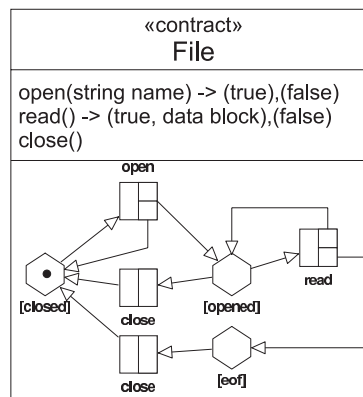 «contract»
File
open(string name) -> (true),(false)
read() -> (true, data block),(false)
close()
open
[closed]
close
[opened]
read
close
[eof]